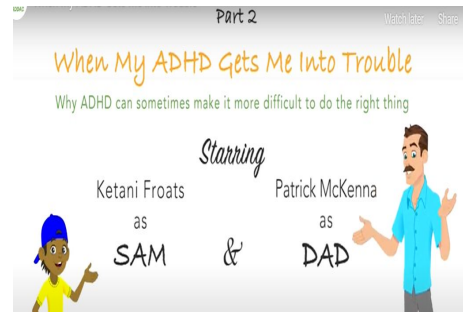 Part 2
Watch later Share
When My ADHD Gets Me Into Trouble
Why ADHD can sometimes make it more difficult to do the right thing
Starring
Ketani Froats Patrick McKenna
as as
SAM & DAD